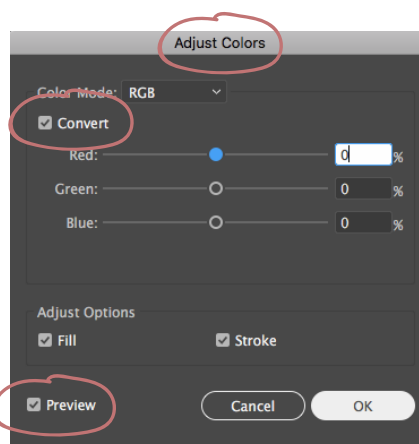 Adjust Colors
Color Mode: RGB
Convert
Red: 0 %
Green: 0 %
Blue: 0 %
Adjust Options
Fill Stroke
Preview Cancel OK